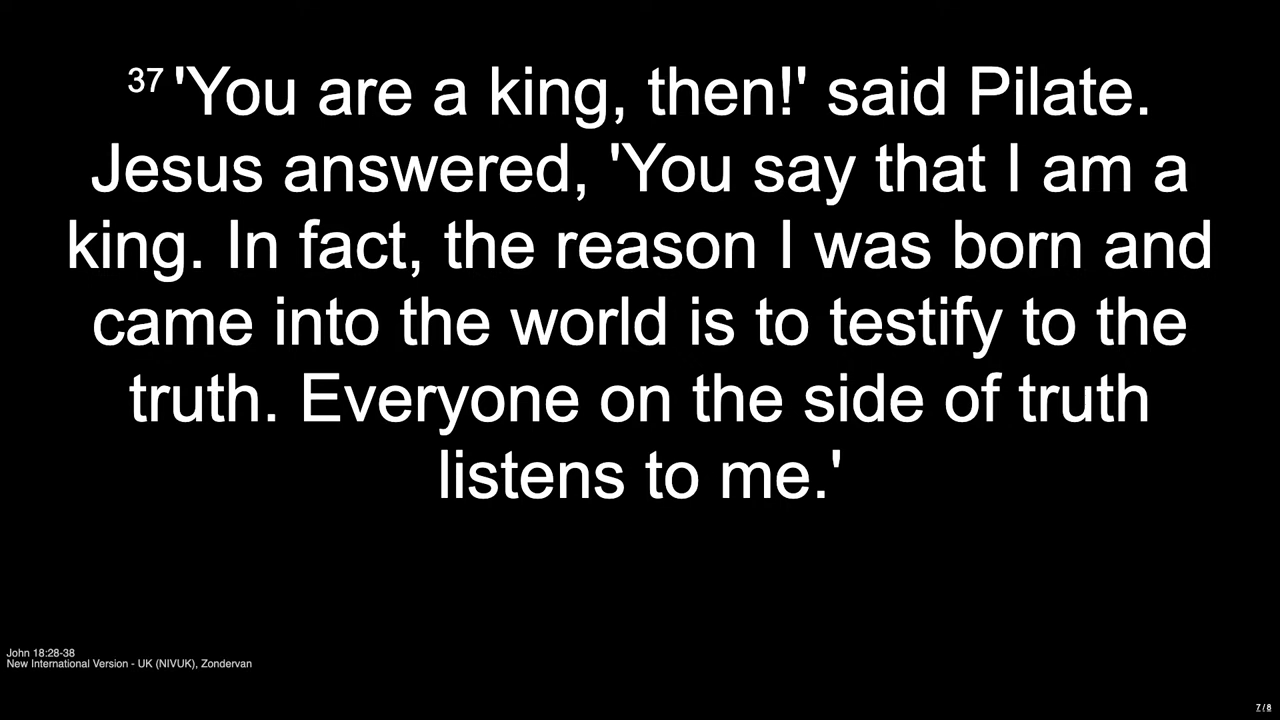 37 'You are a king, then!' said Pilate.
Jesus answered, 'You say that I am a
king. In fact, the reason I was born and
came into the world is to testify to the
truth. Everyone on the side of truth
listens to me.'
John 18:28-38
New International Version - UK (NIVUK), Zondervan
7 / 8